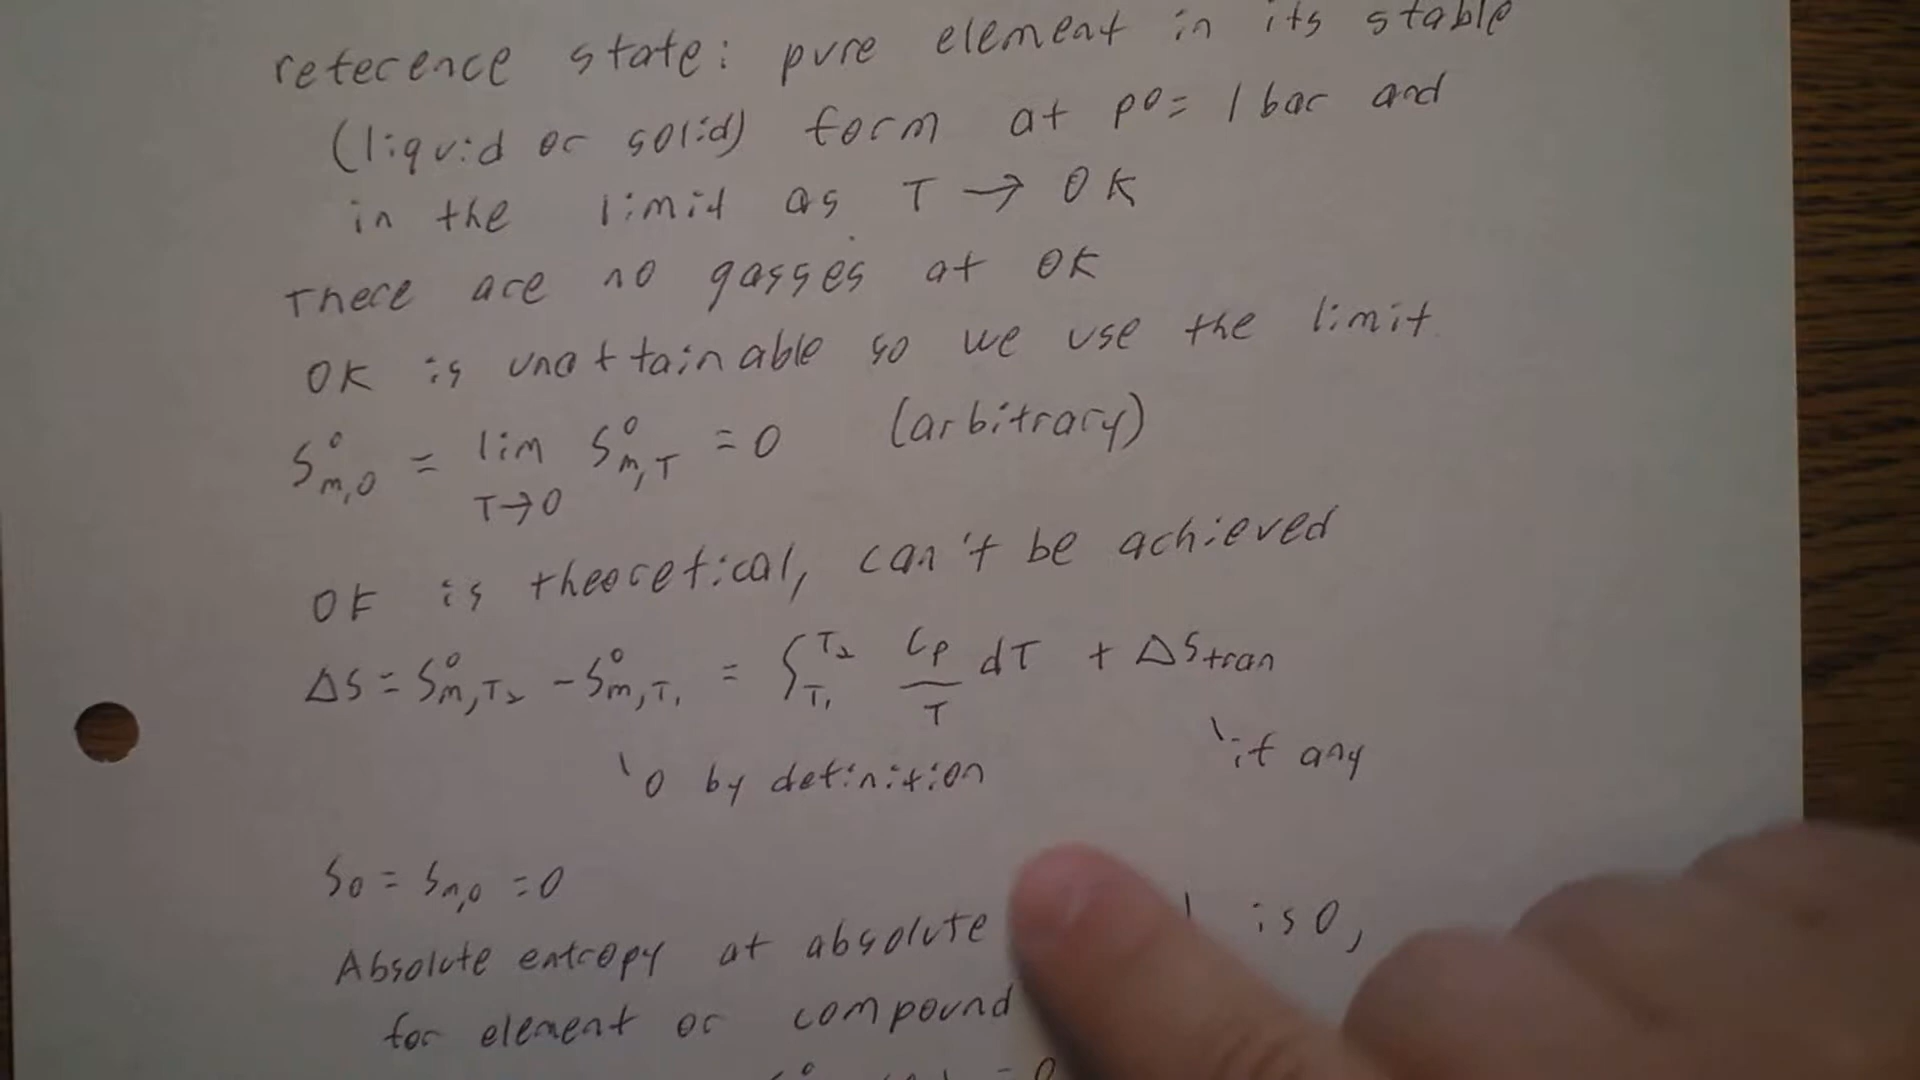 reference state: pure element in its stable
(liquid or solid) form at P° = 1 bar and
in the limit as T → 0 K
There are no gasses at 0K
0K is unattainable so we use the limit
S°m,0 = lim T→0 S°m,T = 0 (arbitrary)
0K is theoretical, can't be achieved
ΔS = S°m,T₂ - S°m,T₁ = ∫T₁^T₂ CP/T dT + ΔStran
0 by definition if any
S0 = Sm,0 = 0
Absolute entropy at absolute is 0,
for element or compound
= 0